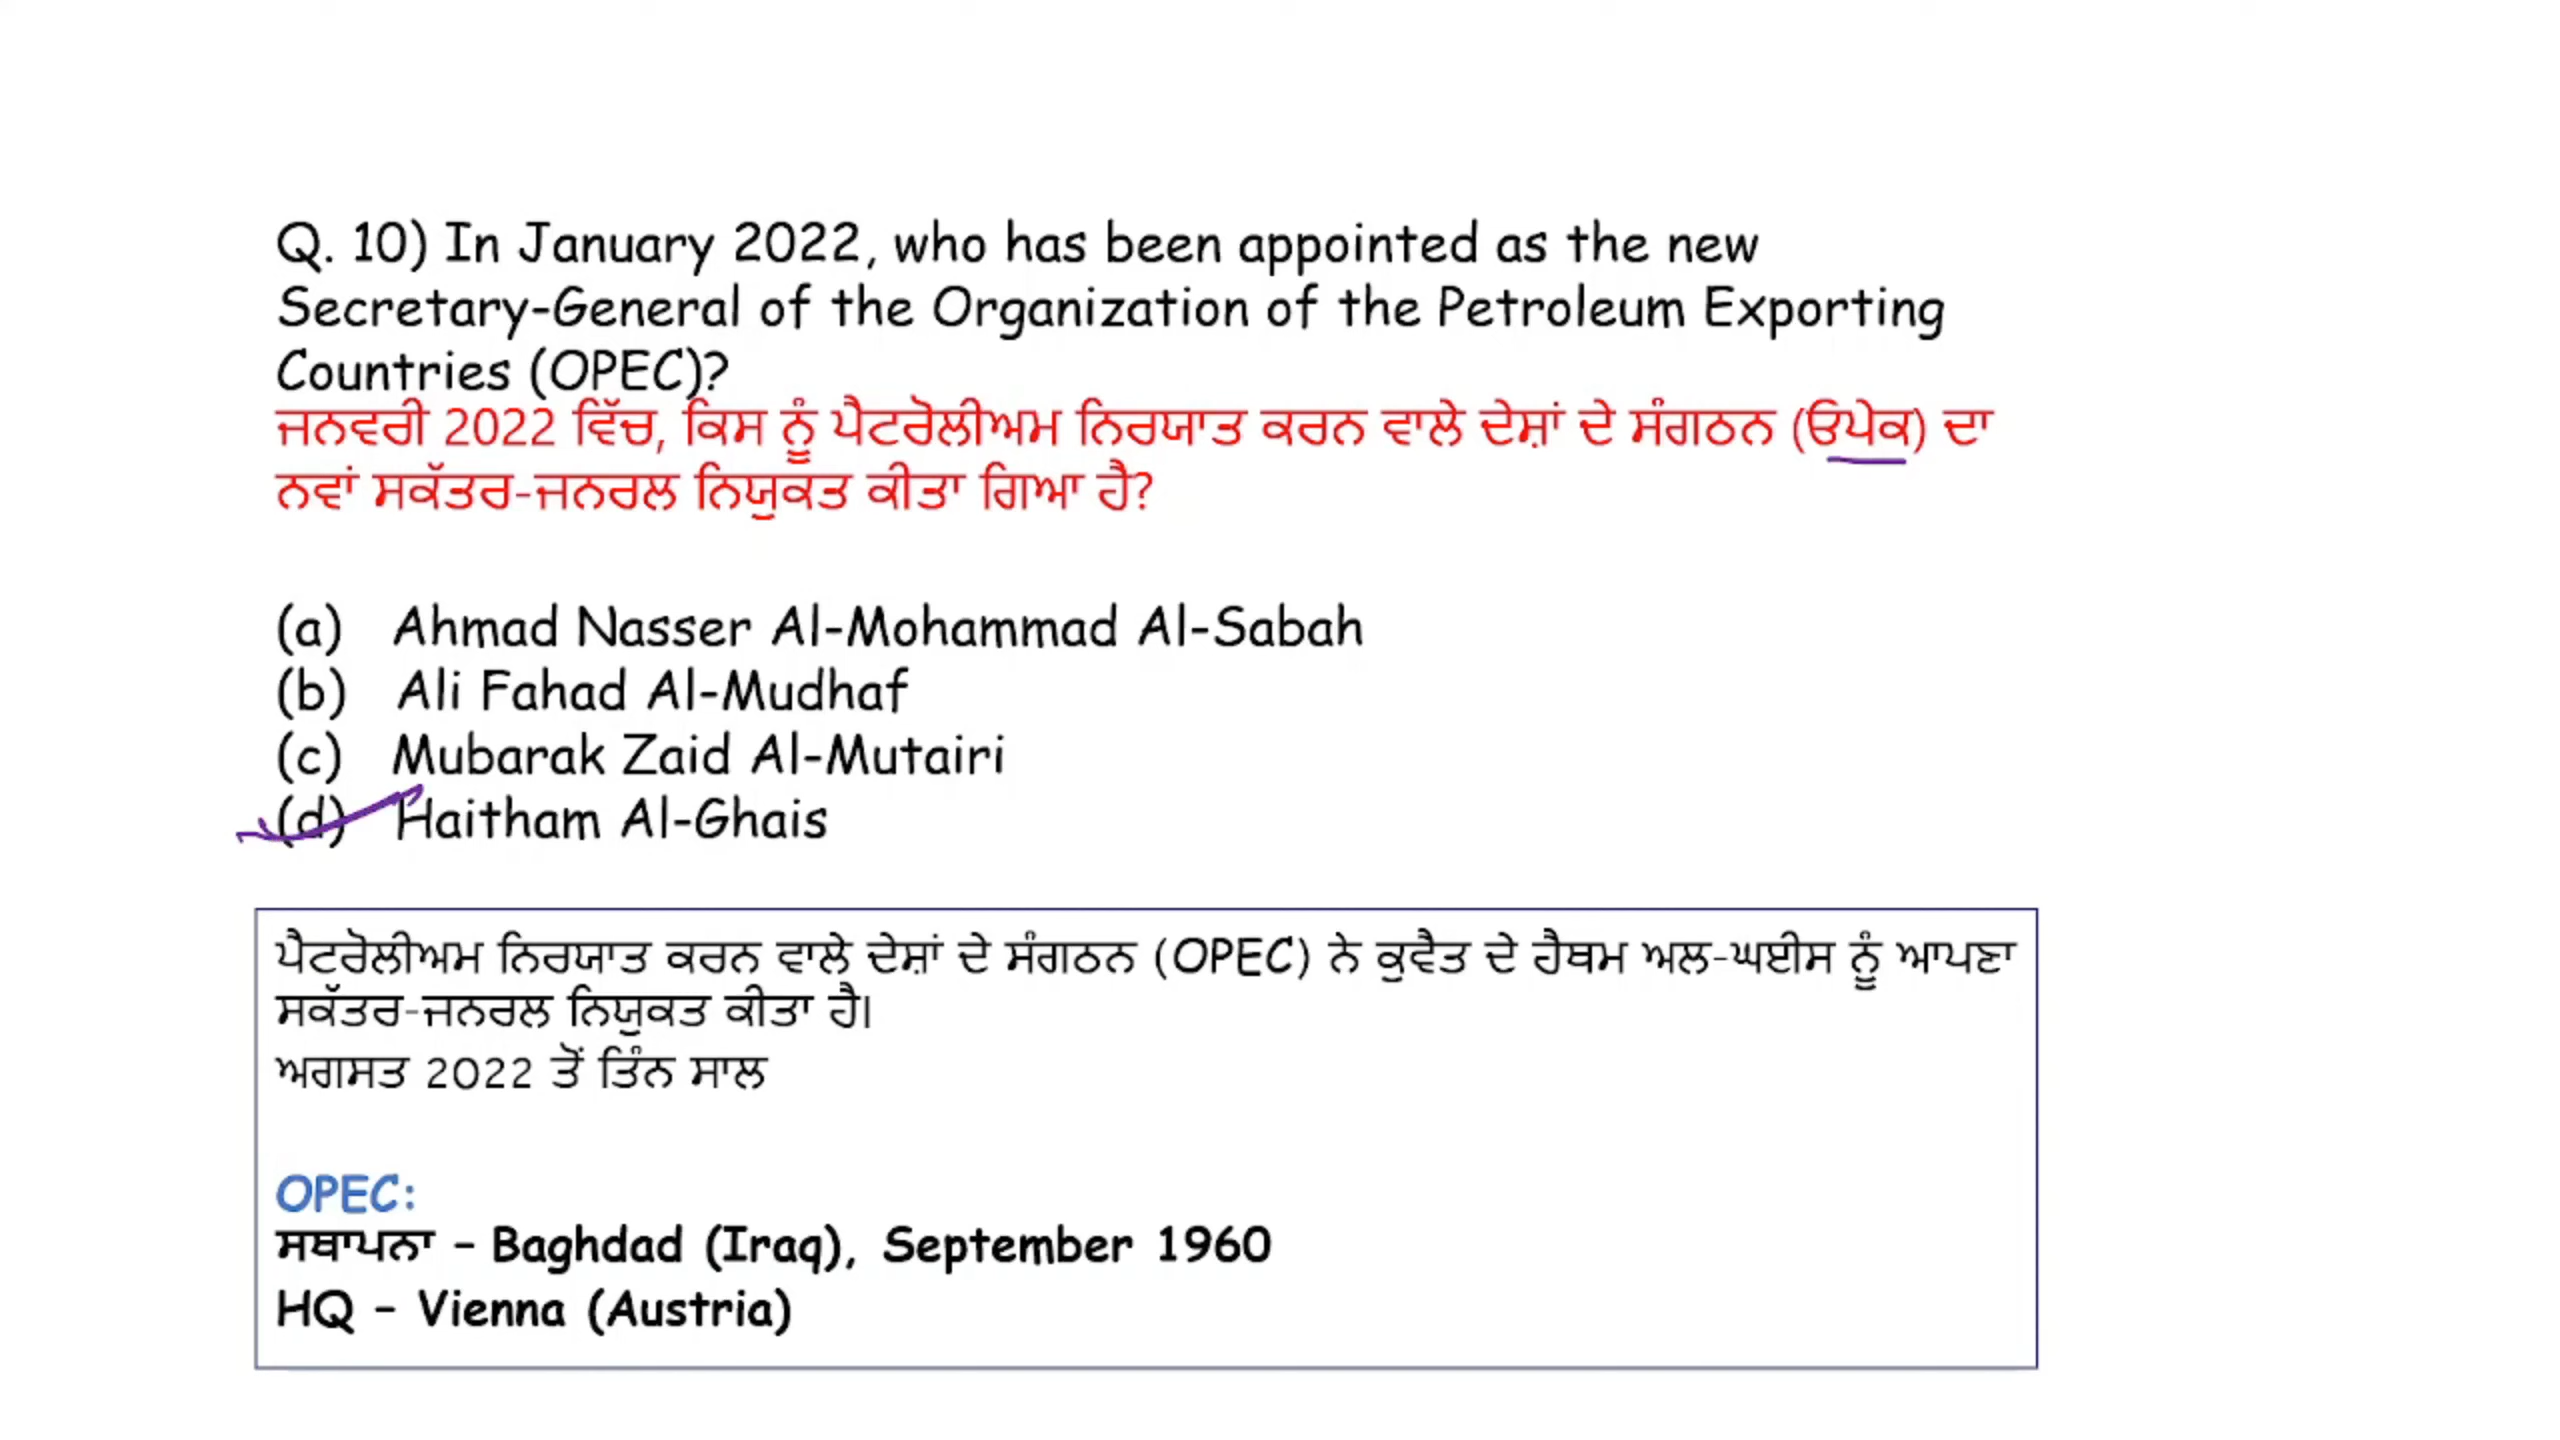 Q. 10) In January 2022, who has been appointed as the new
Secretary-General of the Organization of the Petroleum Exporting
Countries (OPEC)?
ਜਨਵਰੀ 2022 ਵਿੱਚ, ਕਿਸ ਨੂੰ ਪੈਟਰੋਲੀਅਮ ਨਿਰਯਾਤ ਕਰਨ ਵਾਲੇ ਦੇਸ਼ਾਂ ਦੇ ਸੰਗਠਨ (ਓਪੇਕ) ਦਾ
ਨਵਾਂ ਸਕੱਤਰ-ਜਨਰਲ ਨਿਯੁਕਤ ਕੀਤਾ ਗਿਆ ਹੈ?
(a) Ahmad Nasser Al-Mohammad Al-Sabah
(b) Ali Fahad Al-Mudhaf
(c) Mubarak Zaid Al-Mutairi
(d) Haitham Al-Ghais
ਪੈਟਰੋਲੀਅਮ ਨਿਰਯਾਤ ਕਰਨ ਵਾਲੇ ਦੇਸ਼ਾਂ ਦੇ ਸੰਗਠਨ (OPEC) ਨੇ ਕੁਵੈਤ ਦੇ ਹੈਥਮ ਅਲ-ਘਈਸ ਨੂੰ ਆਪਣਾ
ਸਕੱਤਰ-ਜਨਰਲ ਨਿਯੁਕਤ ਕੀਤਾ ਹੈ।
ਅਗਸਤ 2022 ਤੋਂ ਤਿੰਨ ਸਾਲ
OPEC:
ਸਥਾਪਨਾ – Baghdad (Iraq), September 1960
HQ – Vienna (Austria)